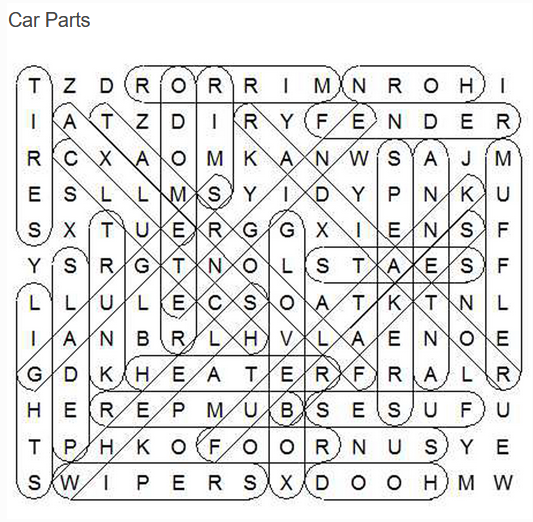 Car Parts
T Z D R O R R I M N R O H I
I A T Z D I R Y F E N D E R
R C X A O M K A N W S A J M
E S L L M S Y I D Y P N K U
S X T U E R G G X I E N S F
Y S R G T N O L S T A E S F
L L U L E C S O A T K T N L
I A N B R L H V L A E N O E
G D K H E A T E R F R A L R
H E R E P M U B S E S U F U
T P H K O F O O R N U S Y E
S W I P E R S X D O O H M W